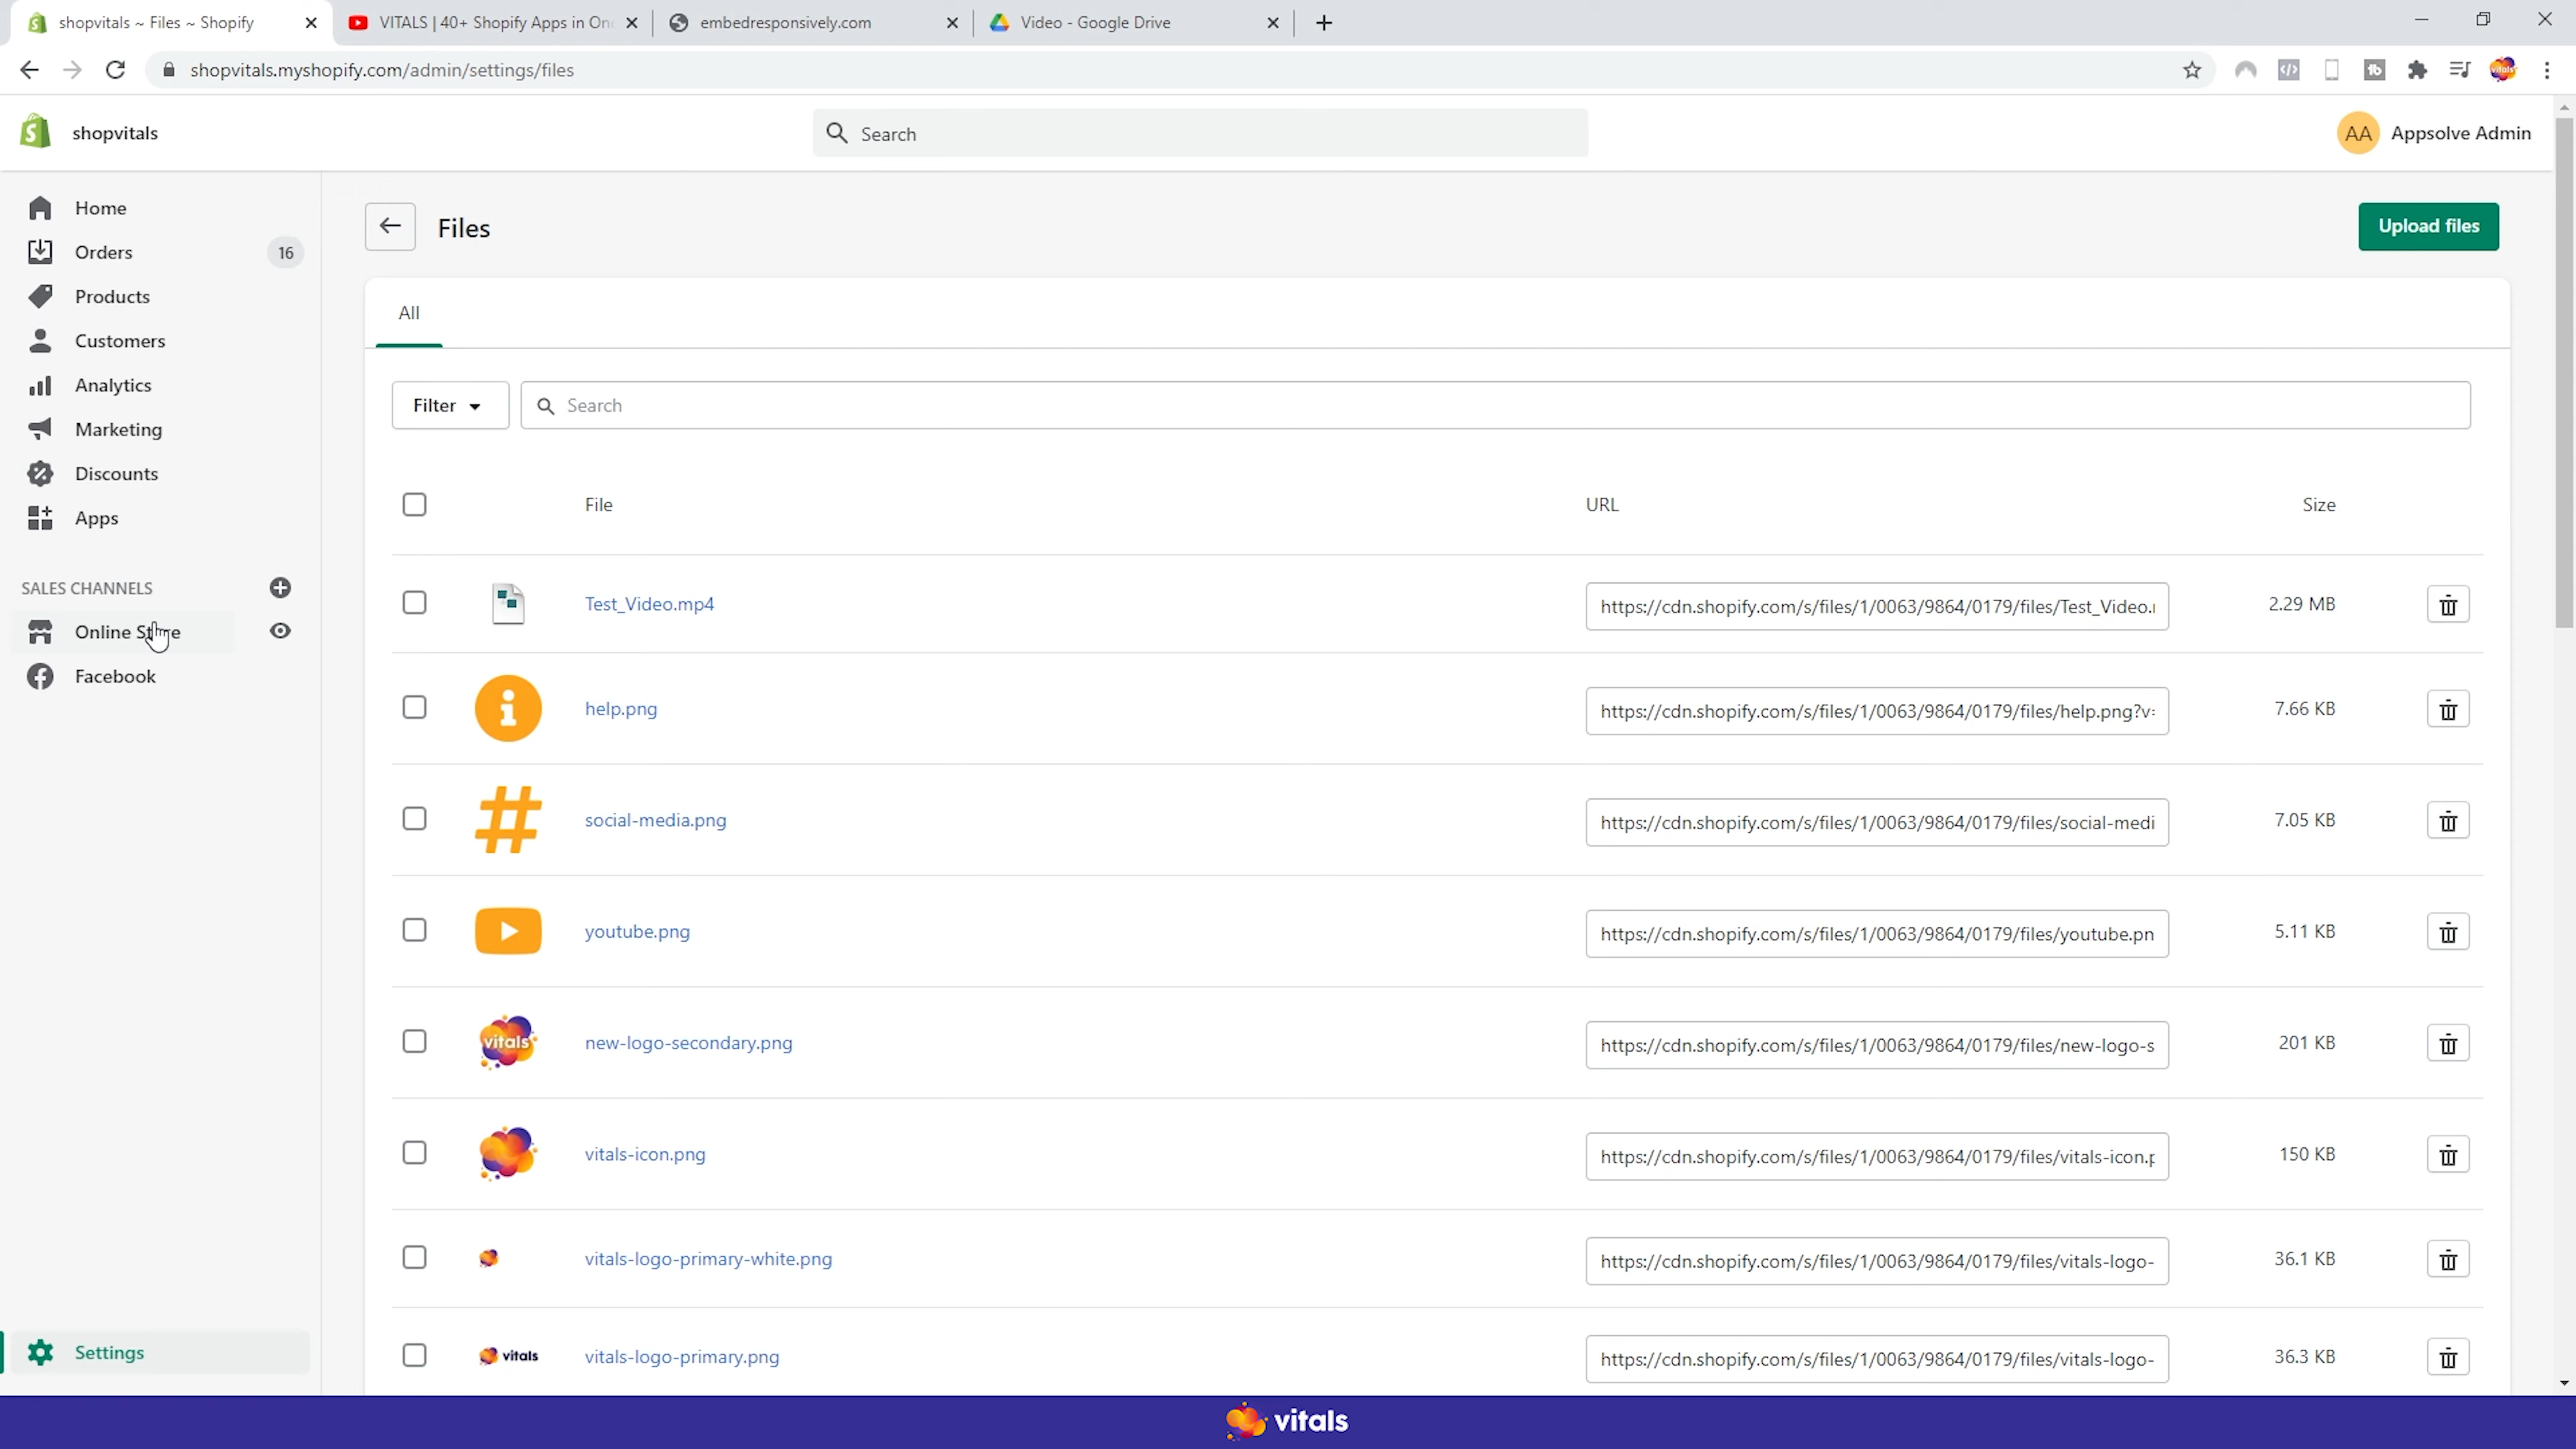 shopvitals ~ Files ~ Shopify
VITALS | 40+ Shopify Apps in On
embedresponsively.com
Video - Google Drive
shopvitals.myshopify.com/admin/settings/files
shopvitals
Search
AA Appsolve Admin
Home
Orders 16
Products
Customers
Analytics
Marketing
Discounts
Apps
SALES CHANNELS
Online Store
Facebook
Settings
Files
Upload files
All
Filter
Search
File URL Size
Test_Video.mp4 https://cdn.shopify.com/s/files/1/0063/9864/0179/files/Test_Video. 2.29 MB
help.png https://cdn.shopify.com/s/files/1/0063/9864/0179/files/help.png?v= 7.66 KB
social-media.png https://cdn.shopify.com/s/files/1/0063/9864/0179/files/social-medi 7.05 KB
youtube.png https://cdn.shopify.com/s/files/1/0063/9864/0179/files/youtube.pn 5.11 KB
vitals new-logo-secondary.png https://cdn.shopify.com/s/files/1/0063/9864/0179/files/new-logo-s 201 KB
vitals-icon.png https://cdn.shopify.com/s/files/1/0063/9864/0179/files/vitals-icon.p 150 KB
vitals-logo-primary-white.png https://cdn.shopify.com/s/files/1/0063/9864/0179/files/vitals-logo- 36.1 KB
vitals vitals-logo-primary.png https://cdn.shopify.com/s/files/1/0063/9864/0179/files/vitals-logo- 36.3 KB
vitals